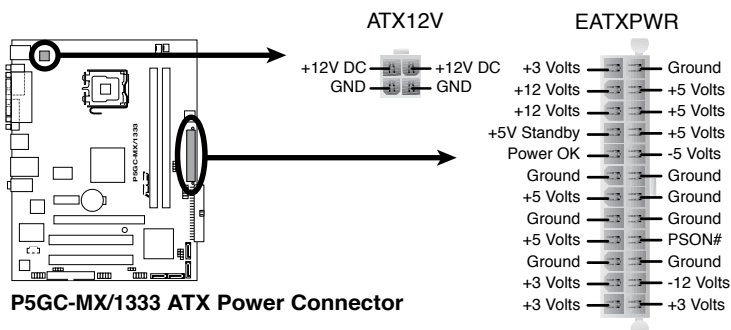 ATX12V
EATXPWR
+12V DC +12V DC
GND GND
+3 Volts Ground
+12 Volts +5 Volts
+12 Volts +5 Volts
+5V Standby +5 Volts
Power OK -5 Volts
Ground Ground
+5 Volts Ground
Ground Ground
+5 Volts PSON#
Ground Ground
+3 Volts -12 Volts
+3 Volts +3 Volts
P5GC-MX/1333
P5GC-MX/1333 ATX Power Connector